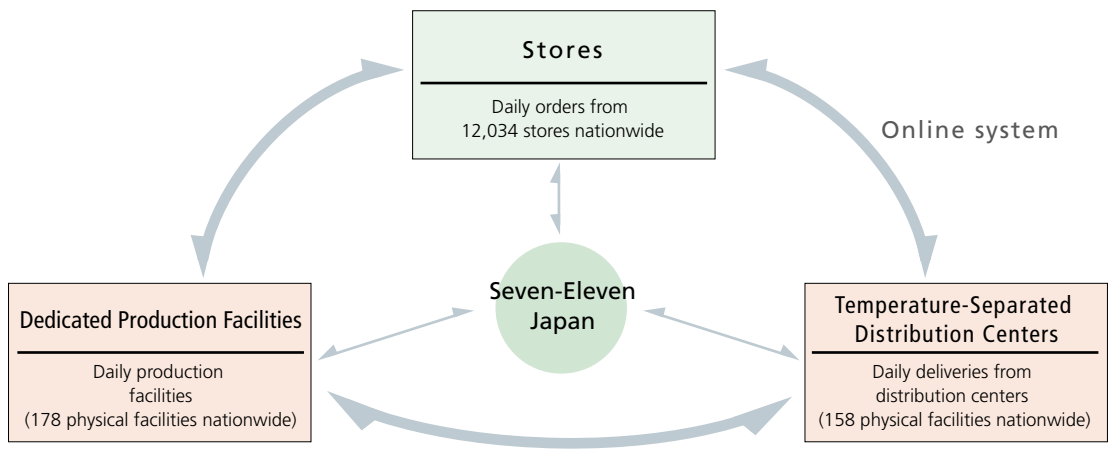 Stores
Daily orders from
12,034 stores nationwide
Online system
Seven-Eleven
Japan
Dedicated Production Facilities
Daily production
facilities
(178 physical facilities nationwide)
Temperature-Separated
Distribution Centers
Daily deliveries from
distribution centers
(158 physical facilities nationwide)